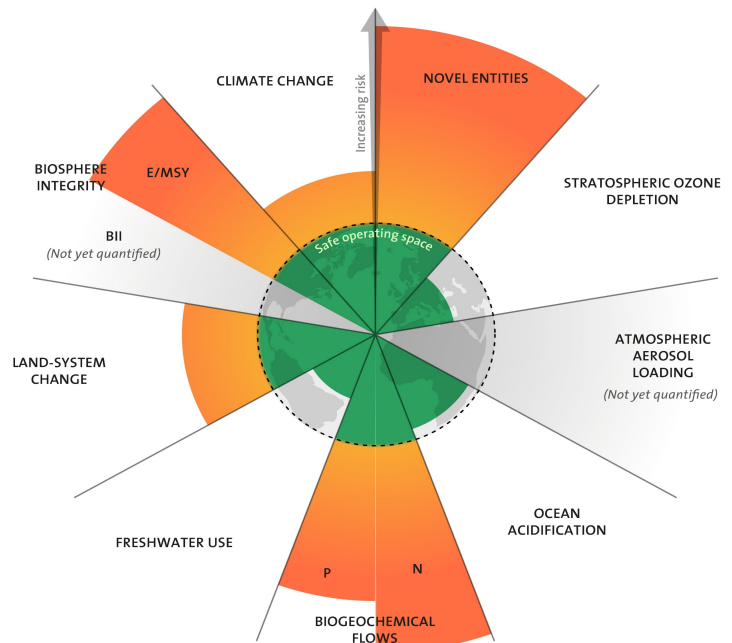 CLIMATE CHANGE
Increasing risk
NOVEL ENTITIES
STRATOSPHERIC OZONE
DEPLETION
ATMOSPHERIC
AEROSOL
LOADING
(Not yet quantified)
OCEAN
ACIDIFICATION
N
P
BIOGEOCHEMICAL
FLOWS
FRESHWATER USE
LAND-SYSTEM
CHANGE
BII
(Not yet quantified)
BIOSPHERE
INTEGRITY
E/MSY
Safe operating space